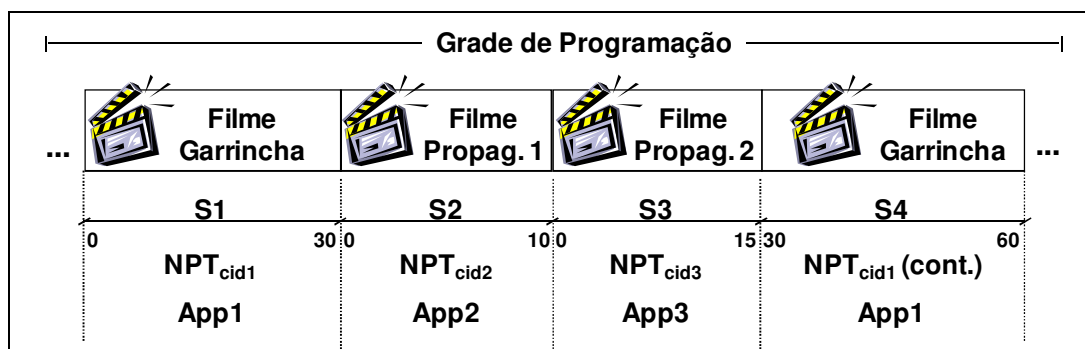 Grade de Programação
... Filme Garrincha Filme Propag. 1 Filme Propag. 2 Filme Garrincha ...
S1 S2 S3 S4
0 30 0 10 0 15 30 60
NPTcid1 NPTcid2 NPTcid3 NPTcid1 (cont.)
App1 App2 App3 App1